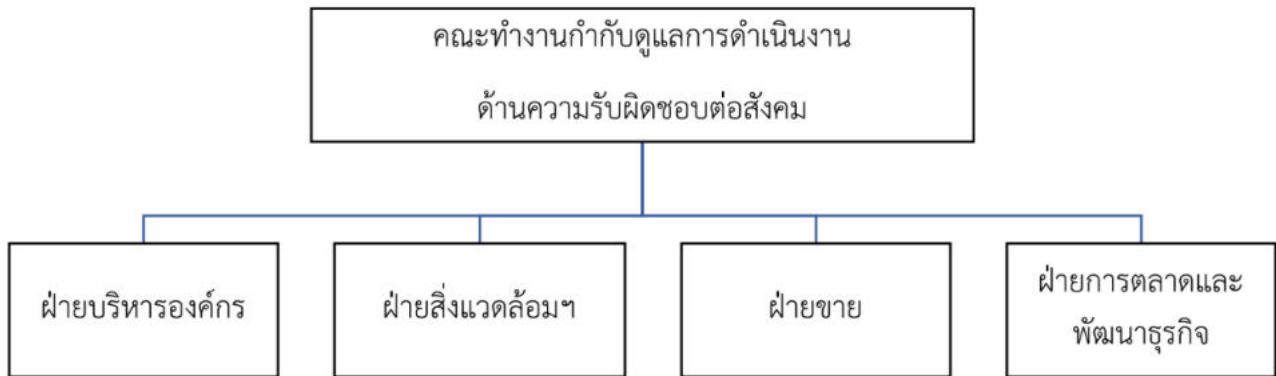 คณะทำงานกำกับดูแลการดำเนินงาน
ด้านความรับผิดชอบต่อสังคม
ฝ่ายบริหารองค์กร
ฝ่ายสิ่งแวดล้อมฯ
ฝ่ายขาย
ฝ่ายการตลาดและ
พัฒนาธุรกิจ